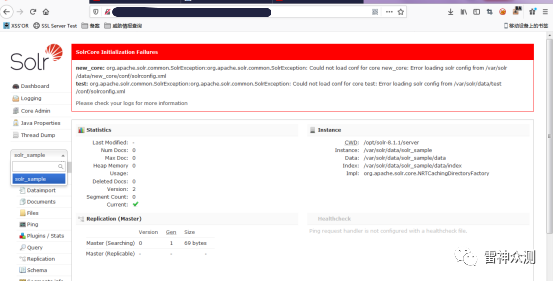 XSS'OR
SSL Server Test
移动设备上的书签
Solr
SolrCore Initialization Failures
new_core: org.apache.solr.common.SolrException:org.apache.solr.common.SolrException: Could not load conf for core new_core: Error loading solr config from /var/solr
/data/new_core/conf/solrconfig.xml
test: org.apache.solr.common.SolrException:org.apache.solr.common.SolrException: Could not load conf for core test: Error loading solr config from /var/solr/data/test
/conf/solrconfig.xml
Please check your logs for more information
Dashboard
Logging
Core Admin
Java Properties
Thread Dump
solr_sample
solr_sample
Dataimport
Documents
Files
Ping
Plugins / Stats
Query
Replication
Schema
Statistics
Last Modified: -
Num Docs: 0
Max Doc: 0
Heap Memory 0
Usage:
Deleted Docs: 0
Version: 2
Segment Count: 0
Current:
Instance
CWD: /opt/solr-8.1.1/server
Instance: /var/solr/data/solr_sample
Data: /var/solr/data/solr_sample/data
Index: /var/solr/data/solr_sample/data/index
Impl: org.apache.solr.core.NRTCachingDirectoryFactory
Replication (Master)
Version Gen Size
Master (Searching) 0 1 69 bytes
Master (Replicable) - - -
Healthcheck
Ping request handler is not configured with a healthcheck file.
雷神众测